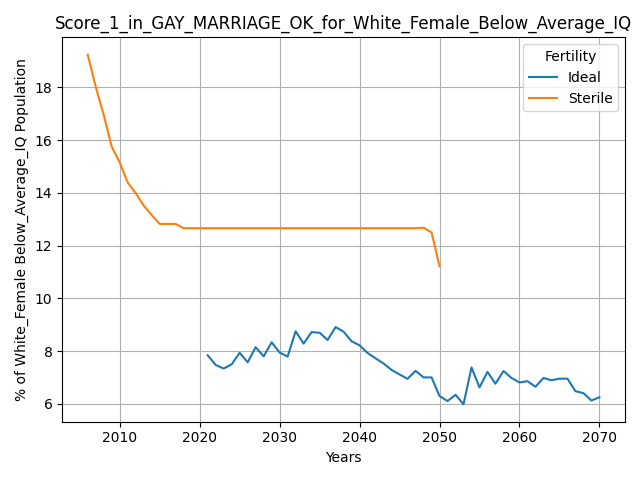 Score_1_in_GAY_MARRIAGE_OK_for_White_Female_Below_Average_IQ
% of White_Female Below_Average_IQ Population
18
16
14
12
10
8
6
Fertility
Ideal
Sterile
2010 2020 2030 2040 2050 2060 2070
Years